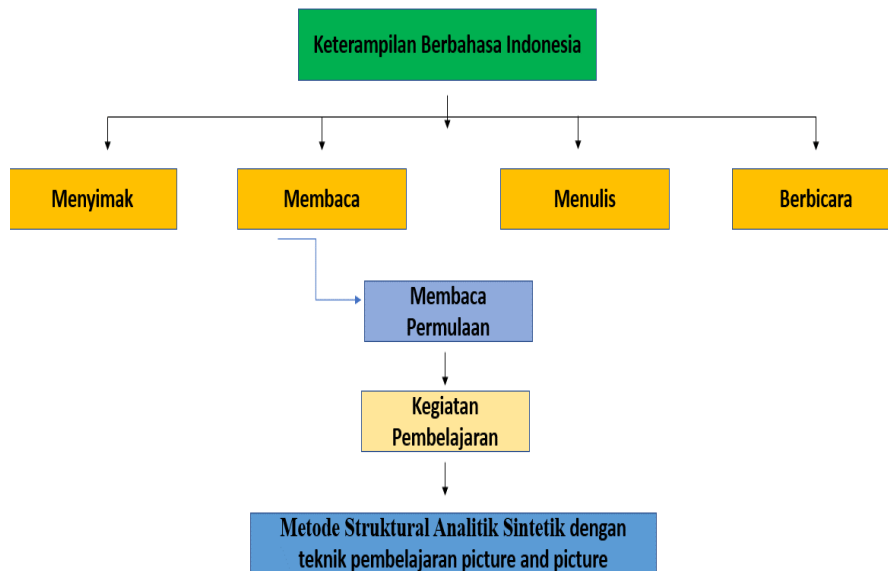 Keterampilan Berbahasa Indonesia
Menyimak
Membaca
Menulis
Berbicara
Membaca
Permulaan
Kegiatan
Pembelajaran
Metode Struktural Analitik Sintetik dengan
teknik pembelajaran picture and picture